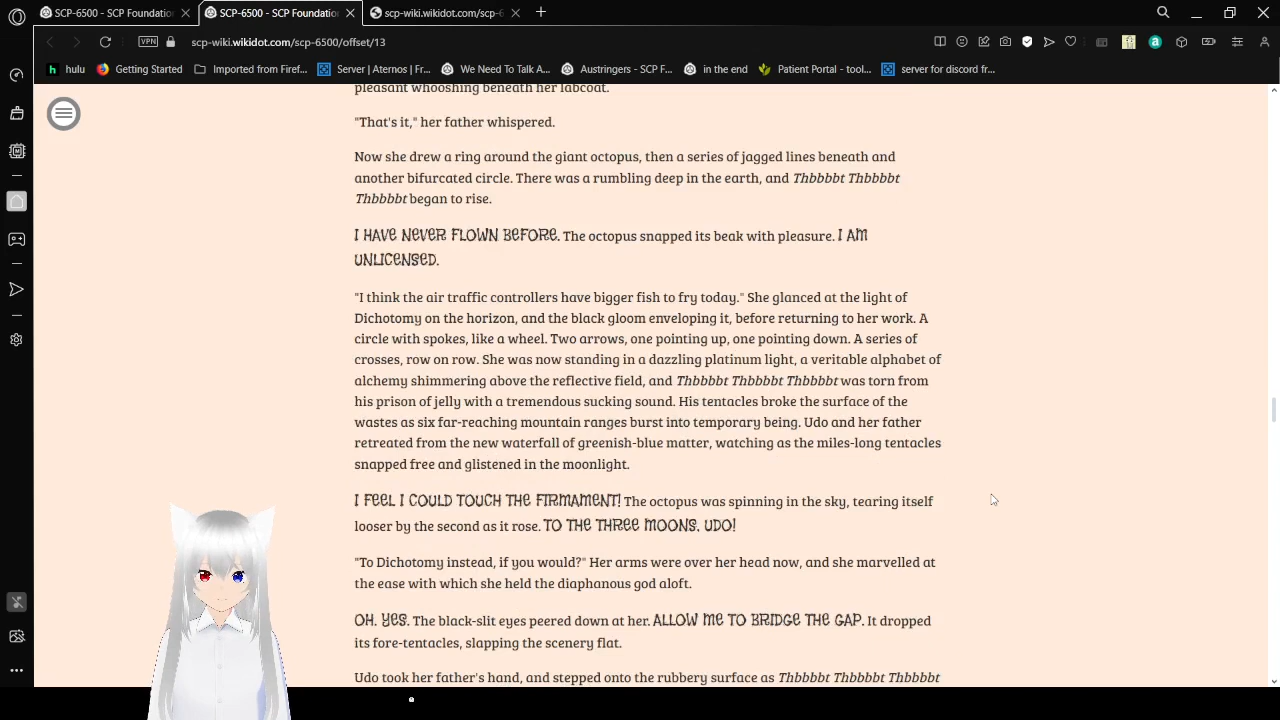 SCP-6500 - SCP Foundation
SCP-6500 - SCP Foundation
scp-wiki.wikidot.com/scp-6
VPN
scp-wiki.wikidot.com/scp-6500/offset/13
hulu
Getting Started
Imported from Firef...
Server | Aternos | Fr...
We Need To Talk A...
Austringers - SCP F...
in the end
Patient Portal - tool...
server for discord fr...
pleasant whooshing beneath her labcoat.
"That's it," her father whispered.
Now she drew a ring around the giant octopus, then a series of jagged lines beneath and
another bifurcated circle. There was a rumbling deep in the earth, and Thbbbbt Thbbbbt
Thbbbbt began to rise.
I HAVE NEVER FLOWN BEFORE. The octopus snapped its beak with pleasure. I AM
UNLICENSED.
"I think the air traffic controllers have bigger fish to fry today." She glanced at the light of
Dichotomy on the horizon, and the black gloom enveloping it, before returning to her work. A
circle with spokes, like a wheel. Two arrows, one pointing up, one pointing down. A series of
crosses, row on row. She was now standing in a dazzling platinum light, a veritable alphabet of
alchemy shimmering above the reflective field, and Thbbbbt Thbbbbt Thbbbbt was torn from
his prison of jelly with a tremendous sucking sound. His tentacles broke the surface of the
wastes as six far-reaching mountain ranges burst into temporary being. Udo and her father
retreated from the new waterfall of greenish-blue matter, watching as the miles-long tentacles
snapped free and glistened in the moonlight.
I FEEL I COULD TOUCH THE FIRMAMENT! The octopus was spinning in the sky, tearing itself
looser by the second as it rose. TO THE THREE MOONS, UDO!
"To Dichotomy instead, if you would?" Her arms were over her head now, and she marvelled at
the ease with which she held the diaphanous god aloft.
OH. YES. The black-slit eyes peered down at her. ALLOW ME TO BRIDGE THE GAP. It dropped
its fore-tentacles, slapping the scenery flat.
Udo took her father's hand, and stepped onto the rubbery surface as Thbbbbt Thbbbbt Thbbbbt